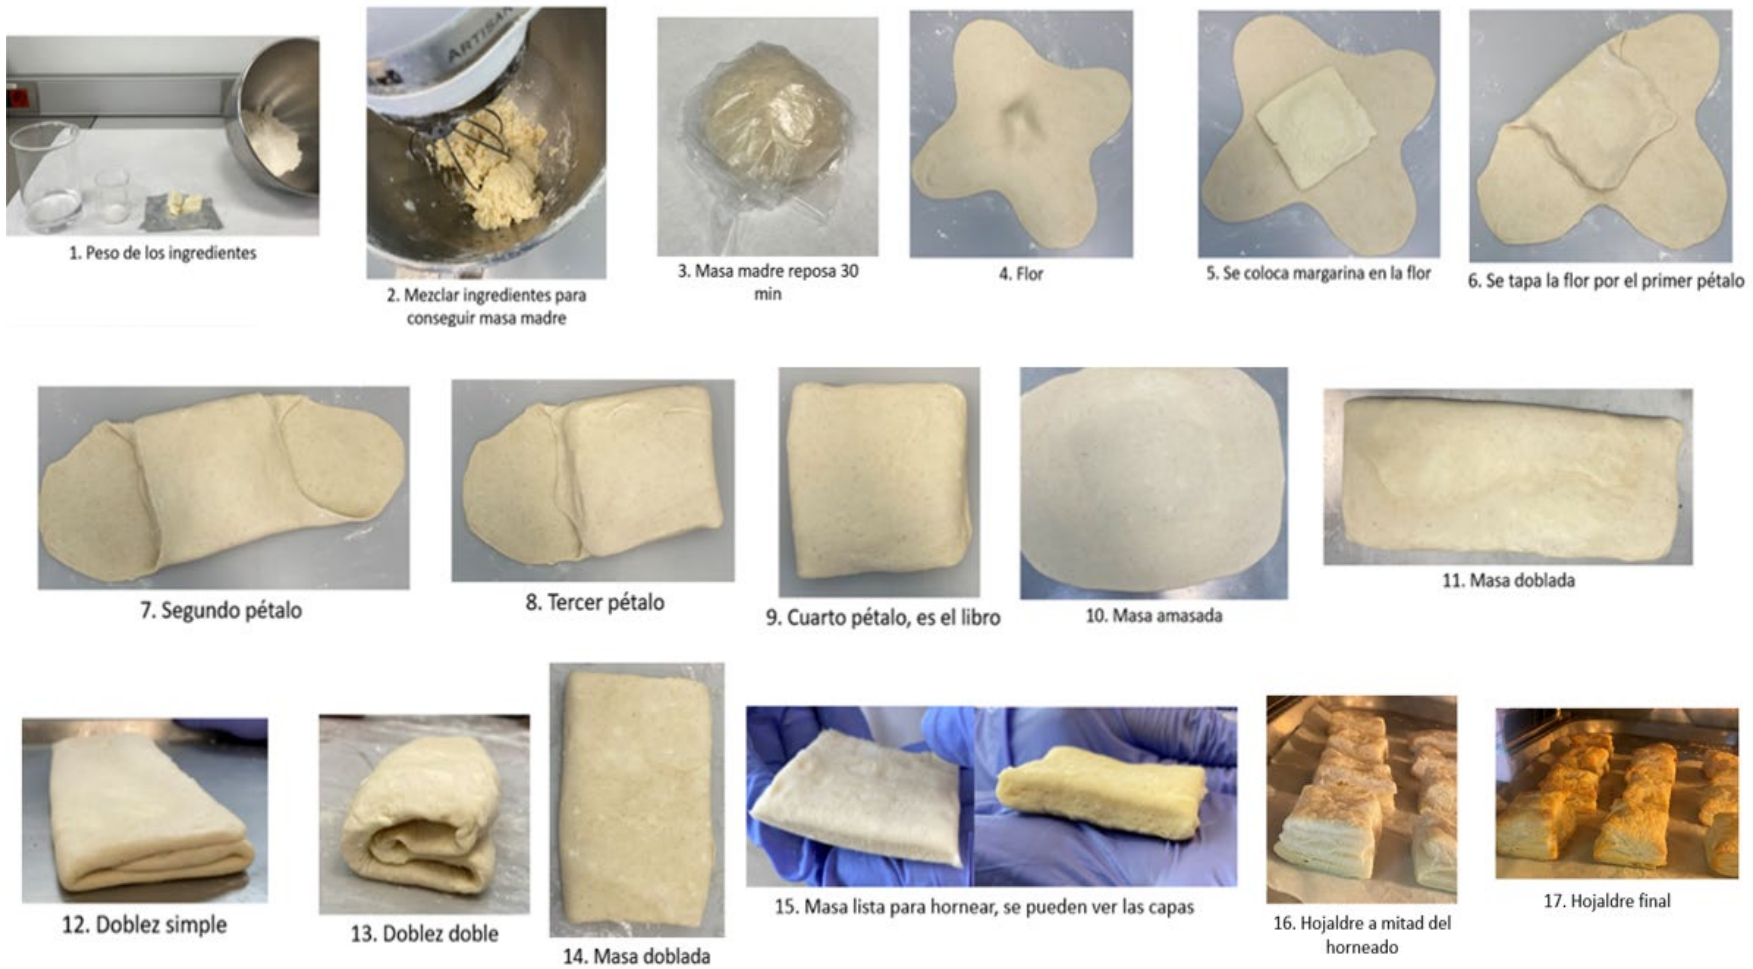 ARTISAN
1. Peso de los ingredientes
2. Mezclar ingredientes para
conseguir masa madre
3. Masa madre reposa 30
min
4. Flor
5. Se coloca margarina en la flor
6. Se tapa la flor por el primer pétalo
7. Segundo pétalo
8. Tercer pétalo
9. Cuarto pétalo, es el libro
10. Masa amasada
11. Masa doblada
12. Doblez simple
13. Doblez doble
14. Masa doblada
15. Masa lista para hornear, se pueden ver las capas
16. Hojaldre a mitad del
horneado
17. Hojaldre final